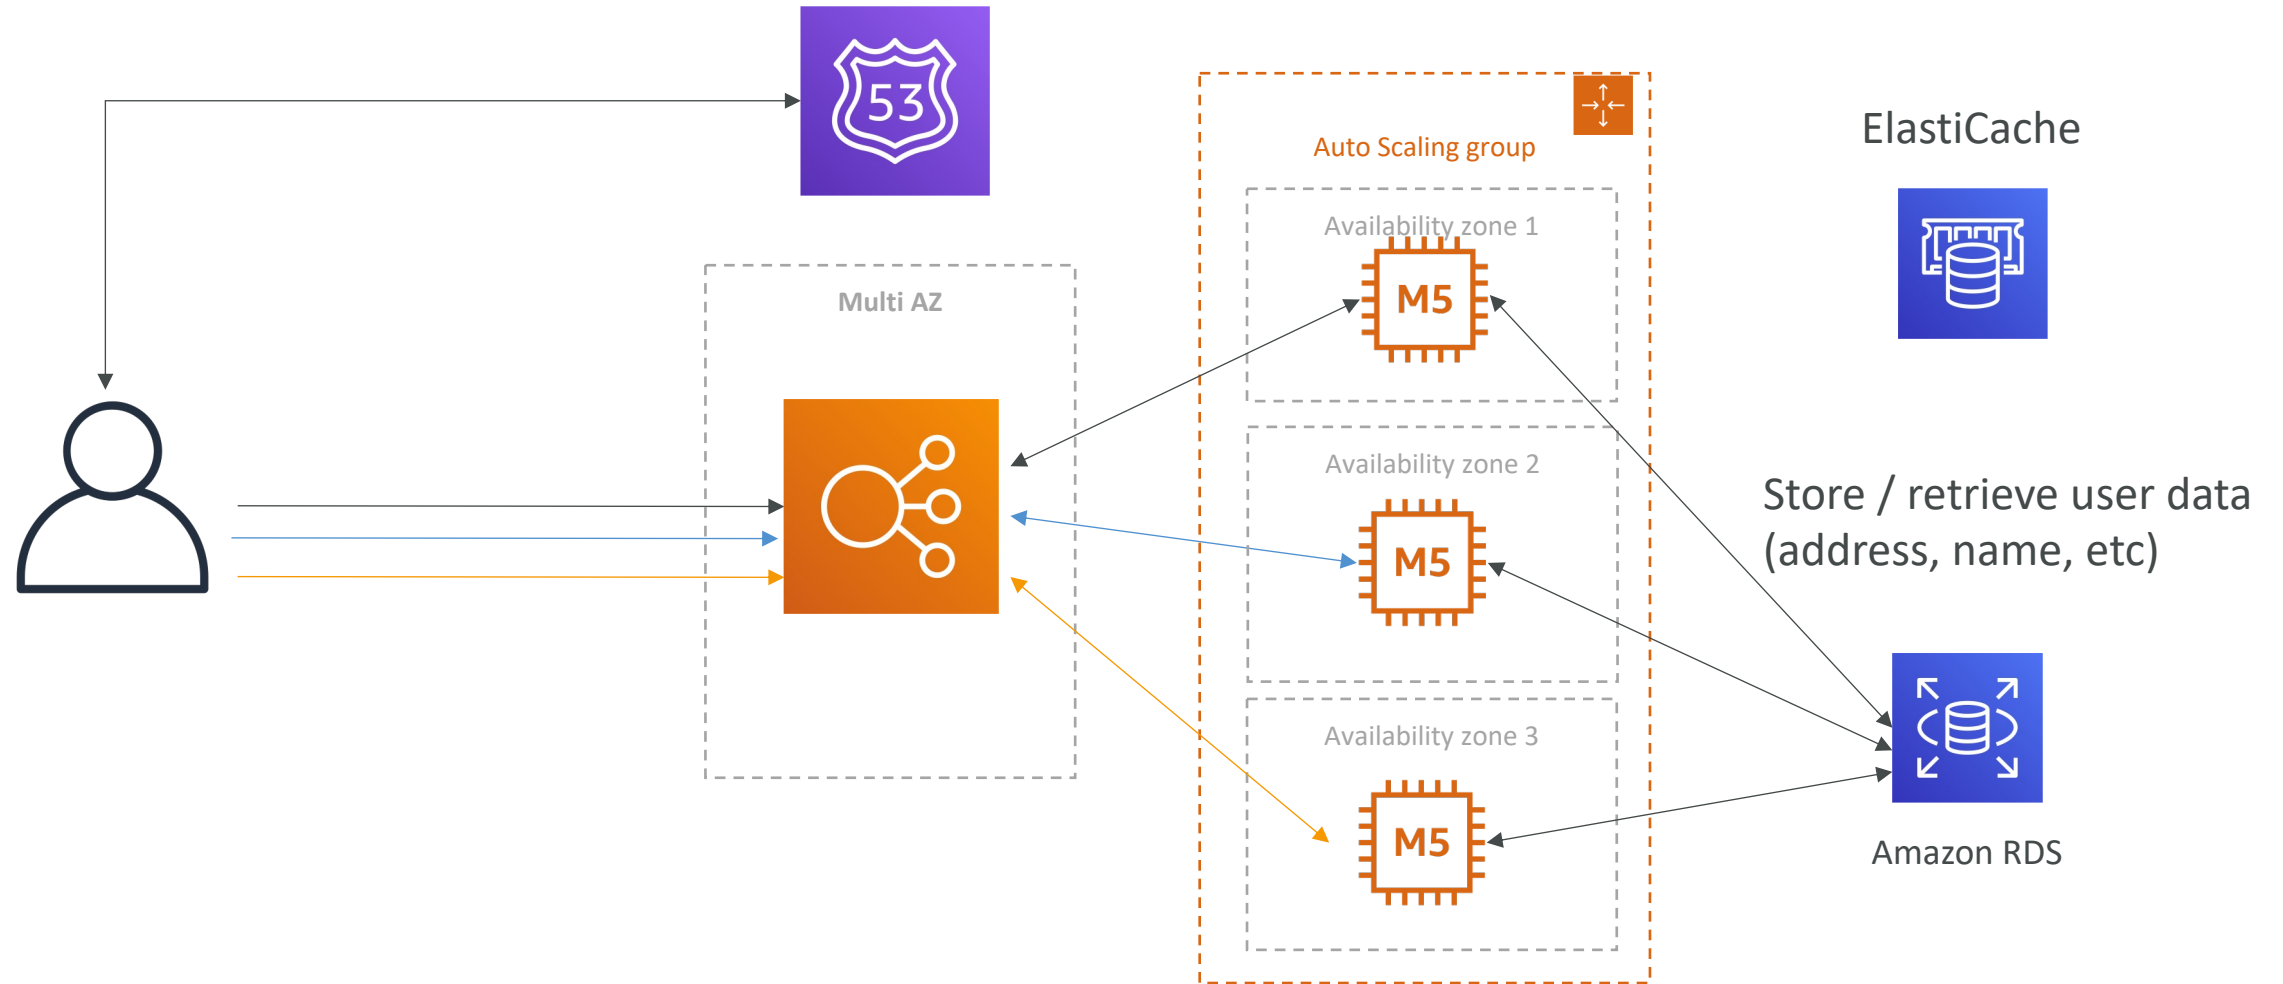 53
Auto Scaling group
ElastiCache
Availability zone 1
M5
Multi AZ
Availability zone 2
M5
Store / retrieve user data
(address, name, etc)
Availability zone 3
M5
Amazon RDS